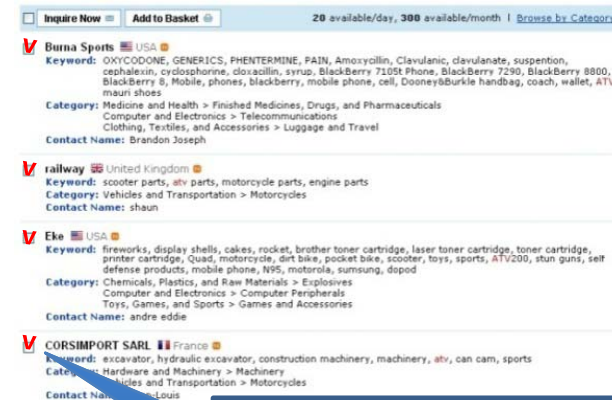 Inquire Now Add to Basket 20 available/day, 300 available/month | Browse by Categor
V Burna Sports USA
Keyword: OXYCODONE, GENERICS, PHENTERMINE, PAIN, Amoxycillin, Clavulanic, clavulanate, suspention,
cephalexin, cyclosphorine, cloxacillin, syrup, BlackBerry 7105t Phone, BlackBerry 7290, BlackBerry 8800,
BlackBerry 8, Mobile, phones, blackberry, mobile phone, cell, Dooney&Burkle handbag, coach, wallet, ATV
mauri shoes
Category: Medicine and Health > Finished Medicines, Drugs, and Pharmaceuticals
Computer and Electronics > Telecommunications
Clothing, Textiles, and Accessories > Luggage and Travel
Contact Name: Brandon Joseph
V railway United Kingdom
Keyword: scooter parts, atv parts, motorcycle parts, engine parts
Category: Vehicles and Transportation > Motorcycles
Contact Name: shaun
V Eke USA
Keyword: fireworks, display shells, cakes, rocket, brother toner cartridge, laser toner cartridge, toner cartridge,
printer cartridge, Quad, motorcycle, dirt bike, pocket bike, scooter, toys, sports, ATV200, stun guns, self
defense products, mobile phone, N95, motorola, sumsung, dopod
Category: Chemicals, Plastics, and Raw Materials > Explosives
Computer and Electronics > Computer Peripherals
Toys, Games, and Sports > Games and Accessories
Contact Name: andre eddie
V CORSIMPORT SARL France
Keyword: excavator, hydraulic excavator, construction machinery, machinery, atv, can cam, sports
Category: Hardware and Machinery > Machinery
hicles and Transportation > Motorcycles
Contact Na -Louis